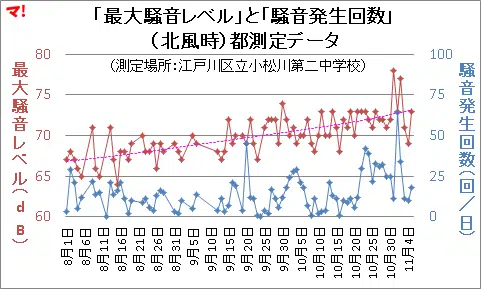 マ!
「最大騒音レベル」と「騒音発生回数」
(北風時)都測定データ
(測定場所:江戸川区立小松川第二中学校)
最大騒音レベル(dB)
80
75
70
65
60
騒音発生回数(回/日)
100
75
50
25
0
8月1日
8月6日
8月11日
8月16日
8月21日
8月26日
8月31日
9月5日
9月10日
9月15日
9月20日
9月25日
9月30日
10月5日
10月10日
10月15日
10月20日
10月25日
10月30日
11月4日